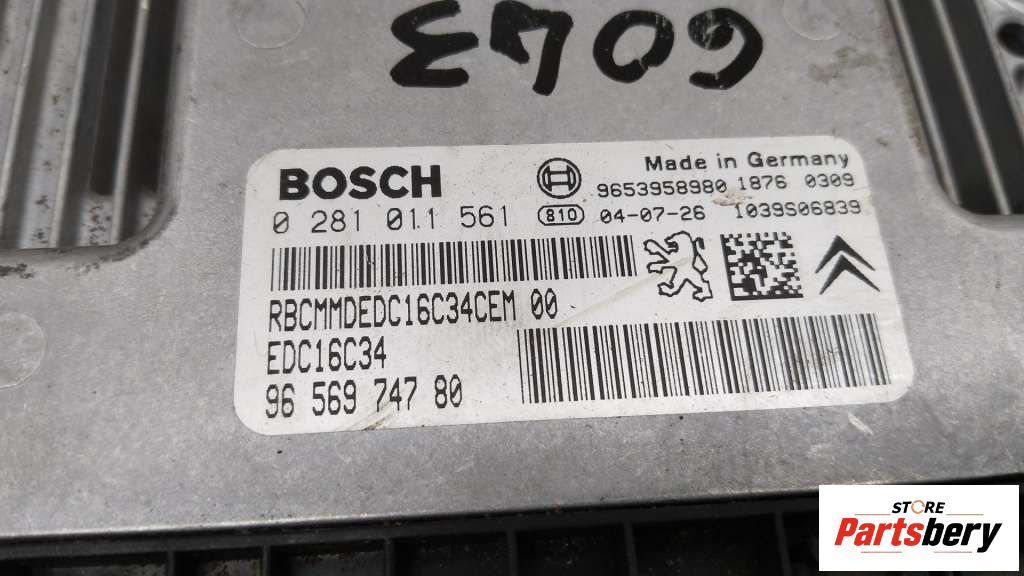 6043
BOSCH
Made in Germany
9653958980 1876 0309
0 281 011 561
810
04-07-26
1039S06839
RBCMMDEDC16C34CEM 00
EDC16C34
96 569 747 80
STORE
Partsbery